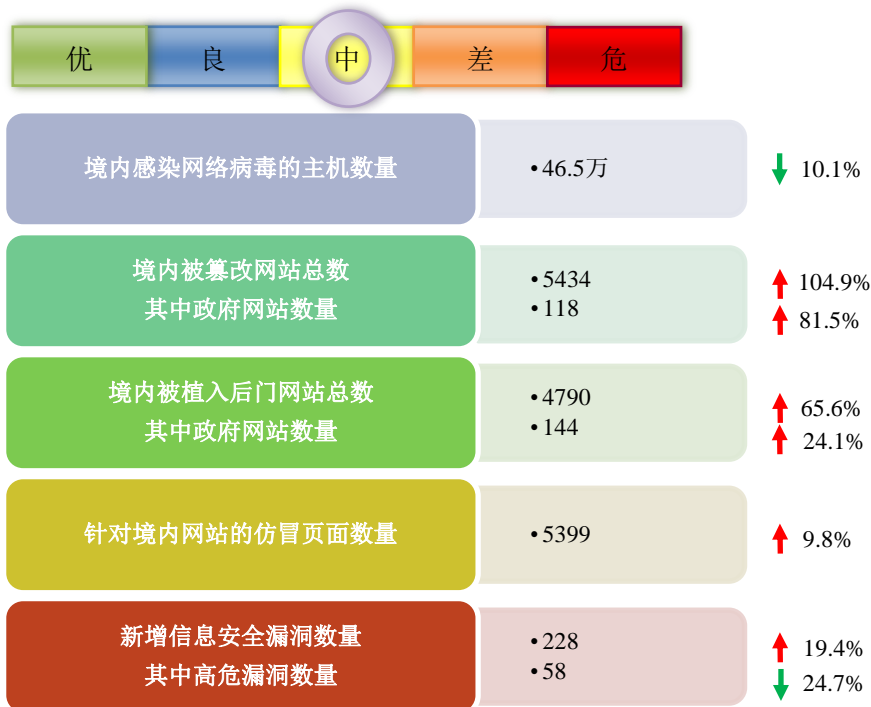 优 良 中 差 危
境内感染网络病毒的主机数量 •46.5万 10.1%
境内被篡改网站总数 •5434 104.9%
其中政府网站数量 •118 81.5%
境内被植入后门网站总数 •4790 65.6%
其中政府网站数量 •144 24.1%
针对境内网站的仿冒页面数量 •5399 9.8%
新增信息安全漏洞数量 •228 19.4%
其中高危漏洞数量 •58 24.7%